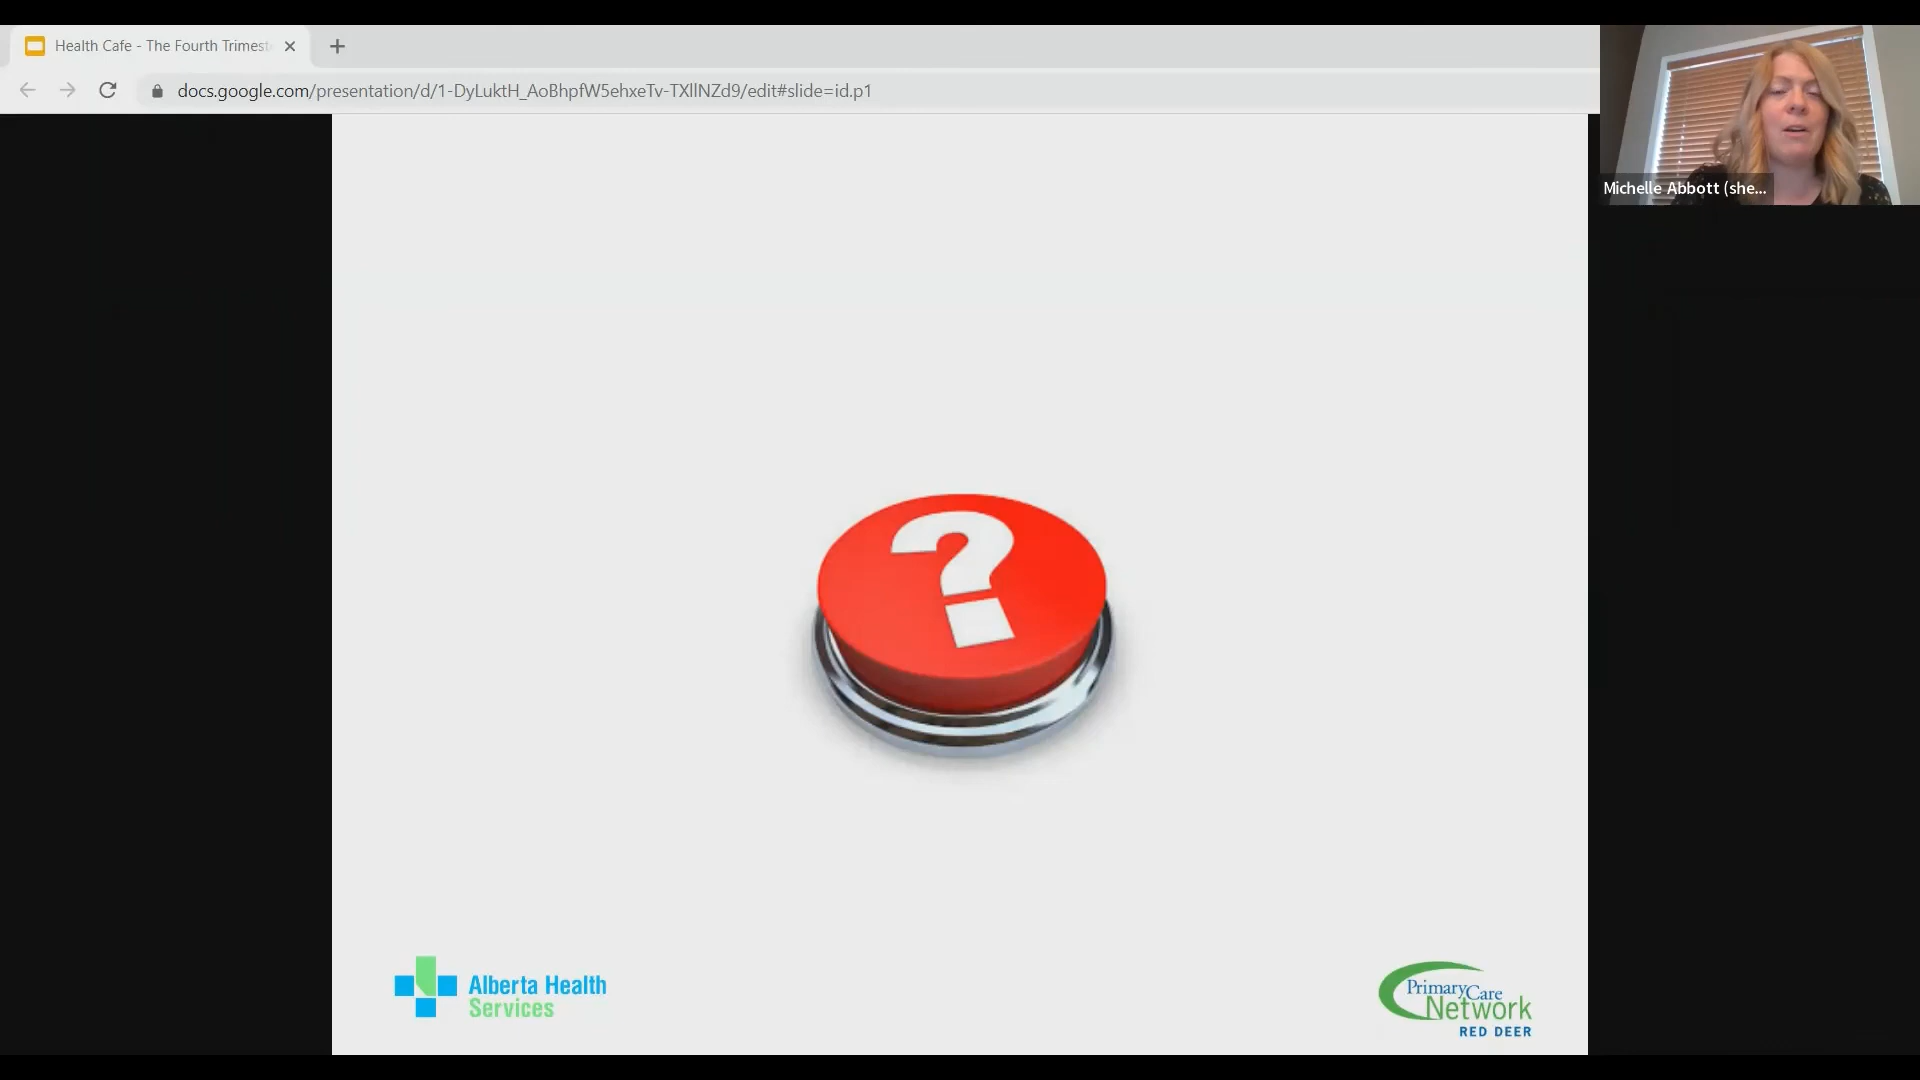 Health Cafe - The Fourth Trimest
docs.google.com/presentation/d/1-DyLuktH_AoBhpfW5ehxeTv-TXllNZd9/edit#slide=id.p1
Michelle Abbott (she...
?
Alberta Health
Services
PrimaryCare
Network
RED DEER